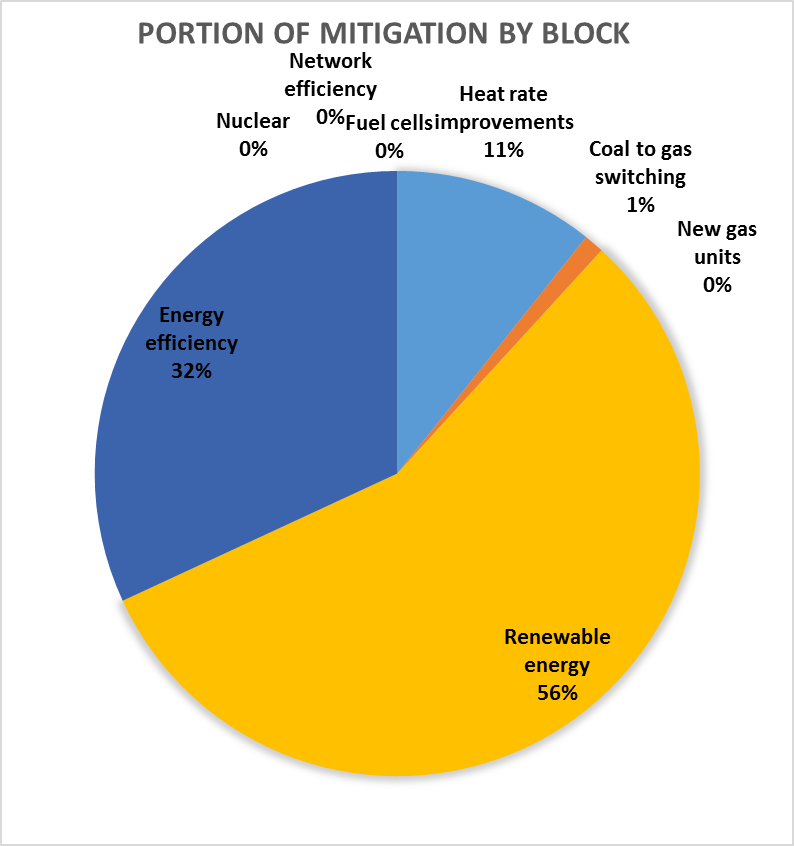 PORTION OF MITIGATION BY BLOCK
Network
efficiency
0%
Nuclear
0%
Fuel cells
0%
Heat rate
improvements
11%
Coal to gas
switching
1%
New gas
units
0%
Energy
efficiency
32%
Renewable
energy
56%